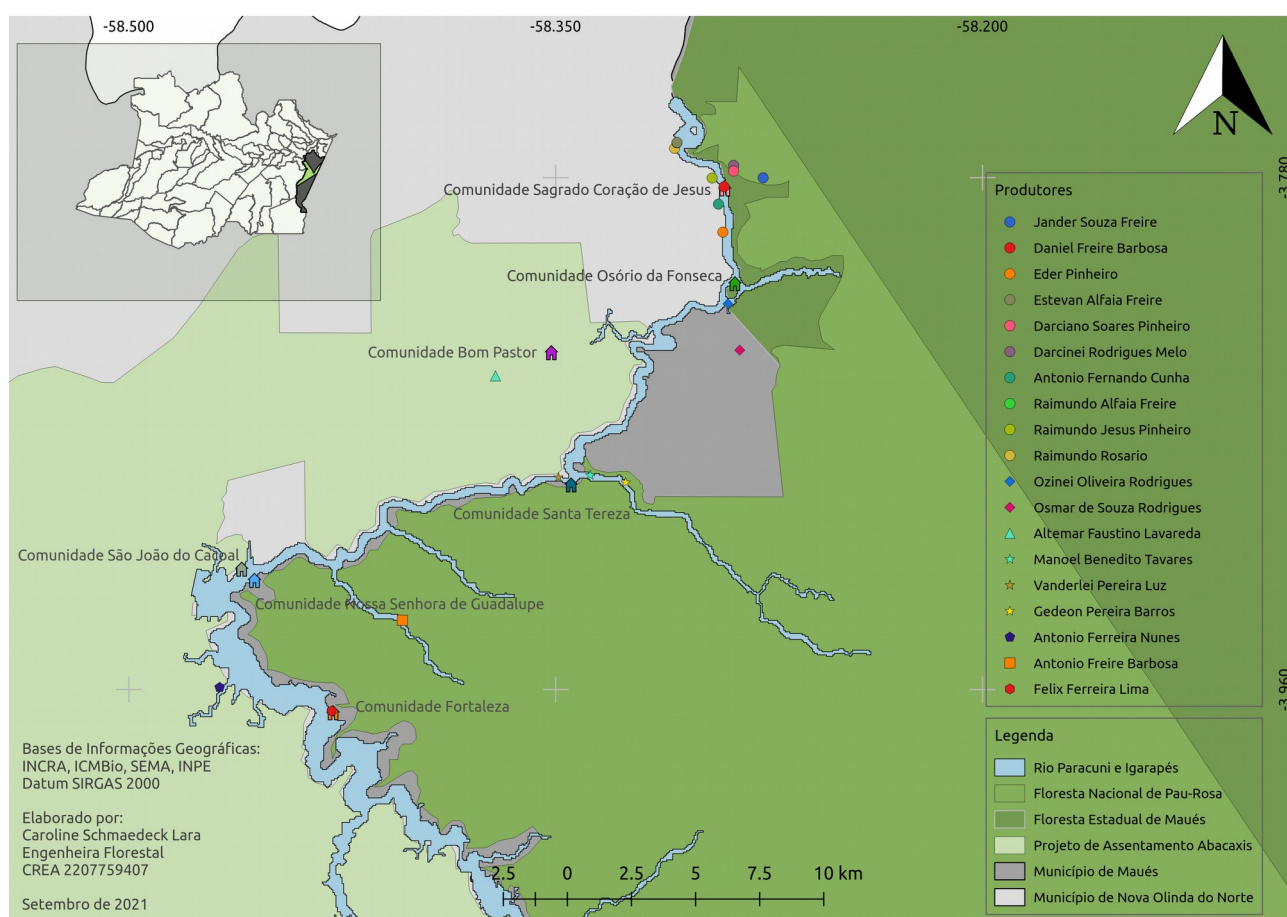 -58.500
-58.350
-58.200
N
-3.780
-3.960
Comunidade Sagrado Coração de Jesus
Comunidade Osório da Fonseca
Comunidade Bom Pastor
Comunidade Santa Tereza
Comunidade São João do Cacoal
Comunidade Nossa Senhora de Guadalupe
Comunidade Fortaleza
Produtores
Jander Souza Freire
Daniel Freire Barbosa
Eder Pinheiro
Estevan Alfaia Freire
Darciano Soares Pinheiro
Darcinei Rodrigues Melo
Antonio Fernando Cunha
Raimundo Alfaia Freire
Raimundo Jesus Pinheiro
Raimundo Rosario
Ozinei Oliveira Rodrigues
Osmar de Souza Rodrigues
Altemar Faustino Lavareda
Manoel Benedito Tavares
Vanderlei Pereira Luz
Gedeon Pereira Barros
Antonio Ferreira Nunes
Antonio Freire Barbosa
Felix Ferreira Lima
Legenda
Rio Paracuni e Igarapés
Floresta Nacional de Pau-Rosa
Floresta Estadual de Maués
Projeto de Assentamento Abacaxis
Município de Maués
Município de Nova Olinda do Norte
Bases de Informações Geográficas:
INCRA, ICMBio, SEMA, INPE
Datum SIRGAS 2000
Elaborado por:
Caroline Schmaedeck Lara
Engenheira Florestal
CREA 2207759407
Setembro de 2021
2.5 0 2.5 5 7.5 10 km